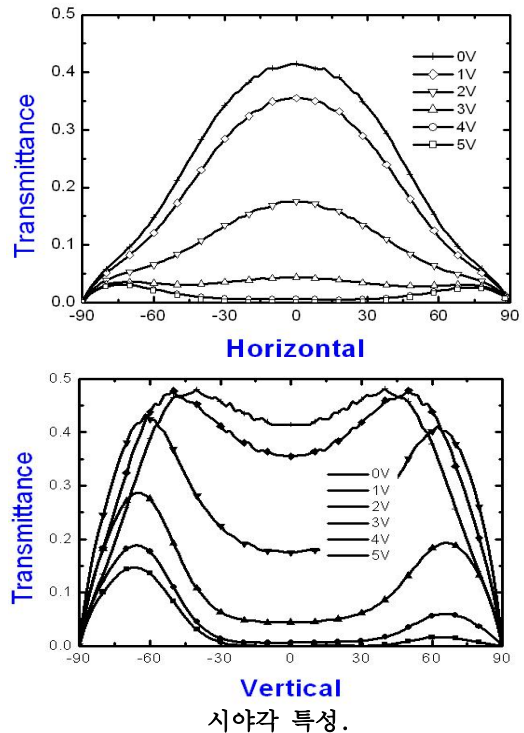 0.5
0.4
0.3
0.2
0.1
0.0
Transmittance
0V
1V
2V
3V
4V
5V
-90 -60 -30 0 30 60 90
Horizontal
0.5
0.4
0.3
0.2
0.1
0.0
Transmittance
0V
1V
2V
3V
4V
5V
-90 -60 -30 0 30 60 90
Vertical
시야각 특성.